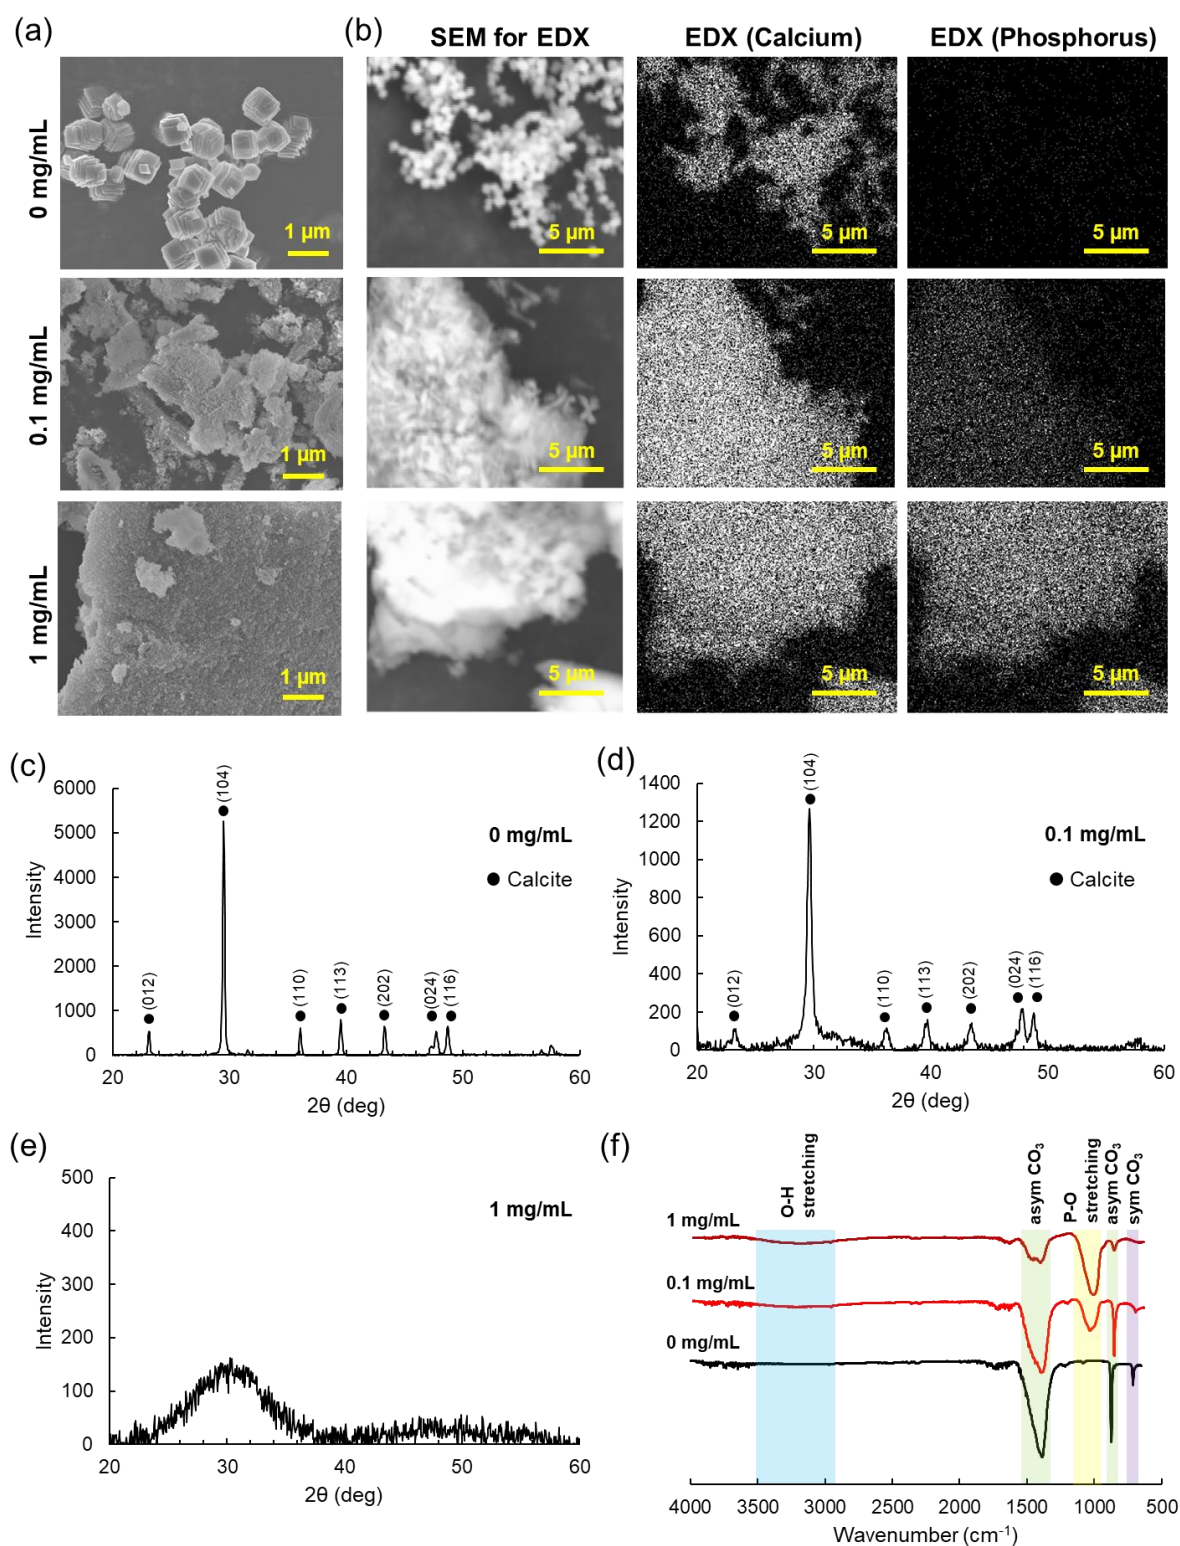 (a)
(b)
SEM for EDX
EDX (Calcium)
EDX (Phosphorus)
0 mg/mL
1 µm
5 µm
5 µm
5 µm
0.1 mg/mL
1 µm
5 µm
5 µm
5 µm
1 mg/mL
1 µm
5 µm
5 µm
5 µm
(c)
6000
5000
4000
3000
2000
1000
0
Intensity
(012)
(104)
(110)
(113)
(202)
(024)
(116)
0 mg/mL
● Calcite
20
30
40
50
60
2θ (deg)
(d)
1400
1200
1000
800
600
400
200
0
Intensity
(012)
(104)
(110)
(113)
(202)
(024)
(116)
0.1 mg/mL
● Calcite
20
30
40
50
60
2θ (deg)
(e)
500
400
300
200
100
0
Intensity
1 mg/mL
20
30
40
50
60
2θ (deg)
(f)
O-H
stretching
asym CO₃
P-O
stretching
asym CO₃
sym CO₃
1 mg/mL
0.1 mg/mL
0 mg/mL
4000
3500
3000
2500
2000
1500
1000
500
Wavenumber (cm⁻¹)